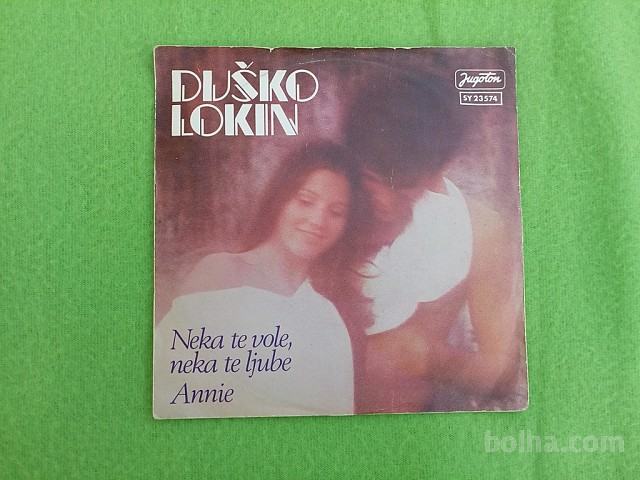 DUŠKO
LOKIN
Jugoton
SY 23574
Neka te vole,
neka te ljube
Annie
bolha.com